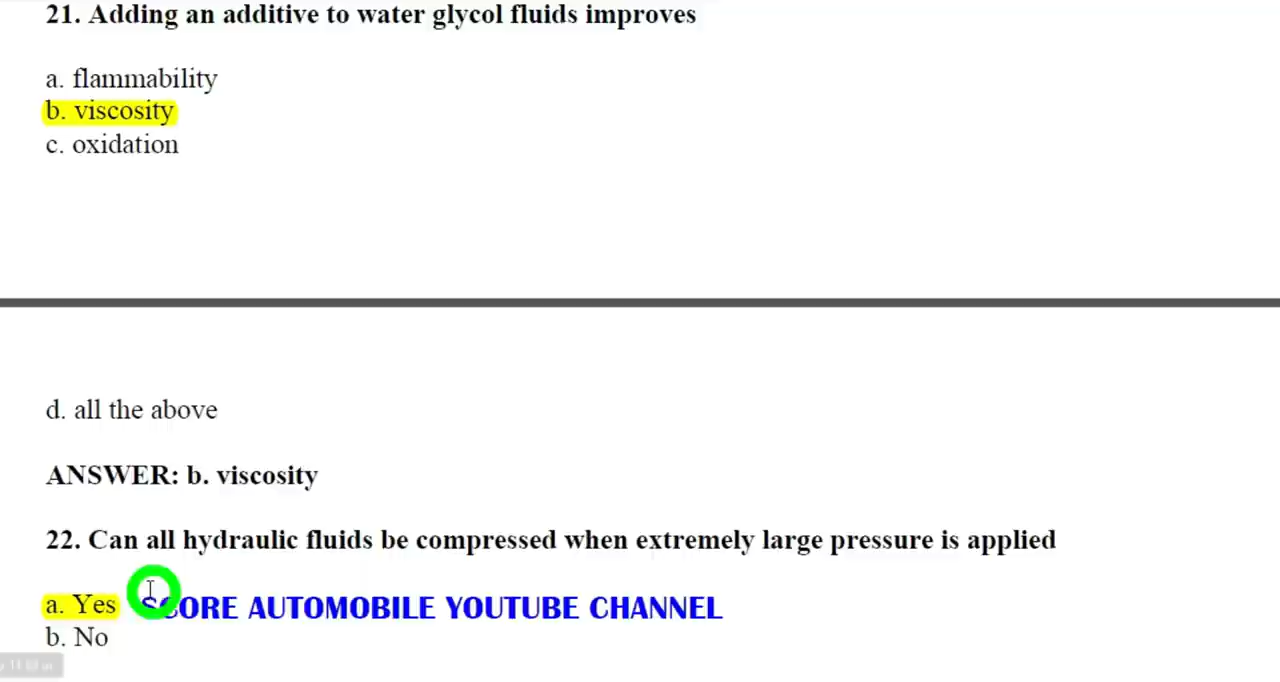 21. Adding an additive to water glycol fluids improves
a. flammability
b. viscosity
c. oxidation
d. all the above
ANSWER: b. viscosity
22. Can all hydraulic fluids be compressed when extremely large pressure is applied
a. Yes
SCORE AUTOMOBILE YOUTUBE CHANNEL
b. No